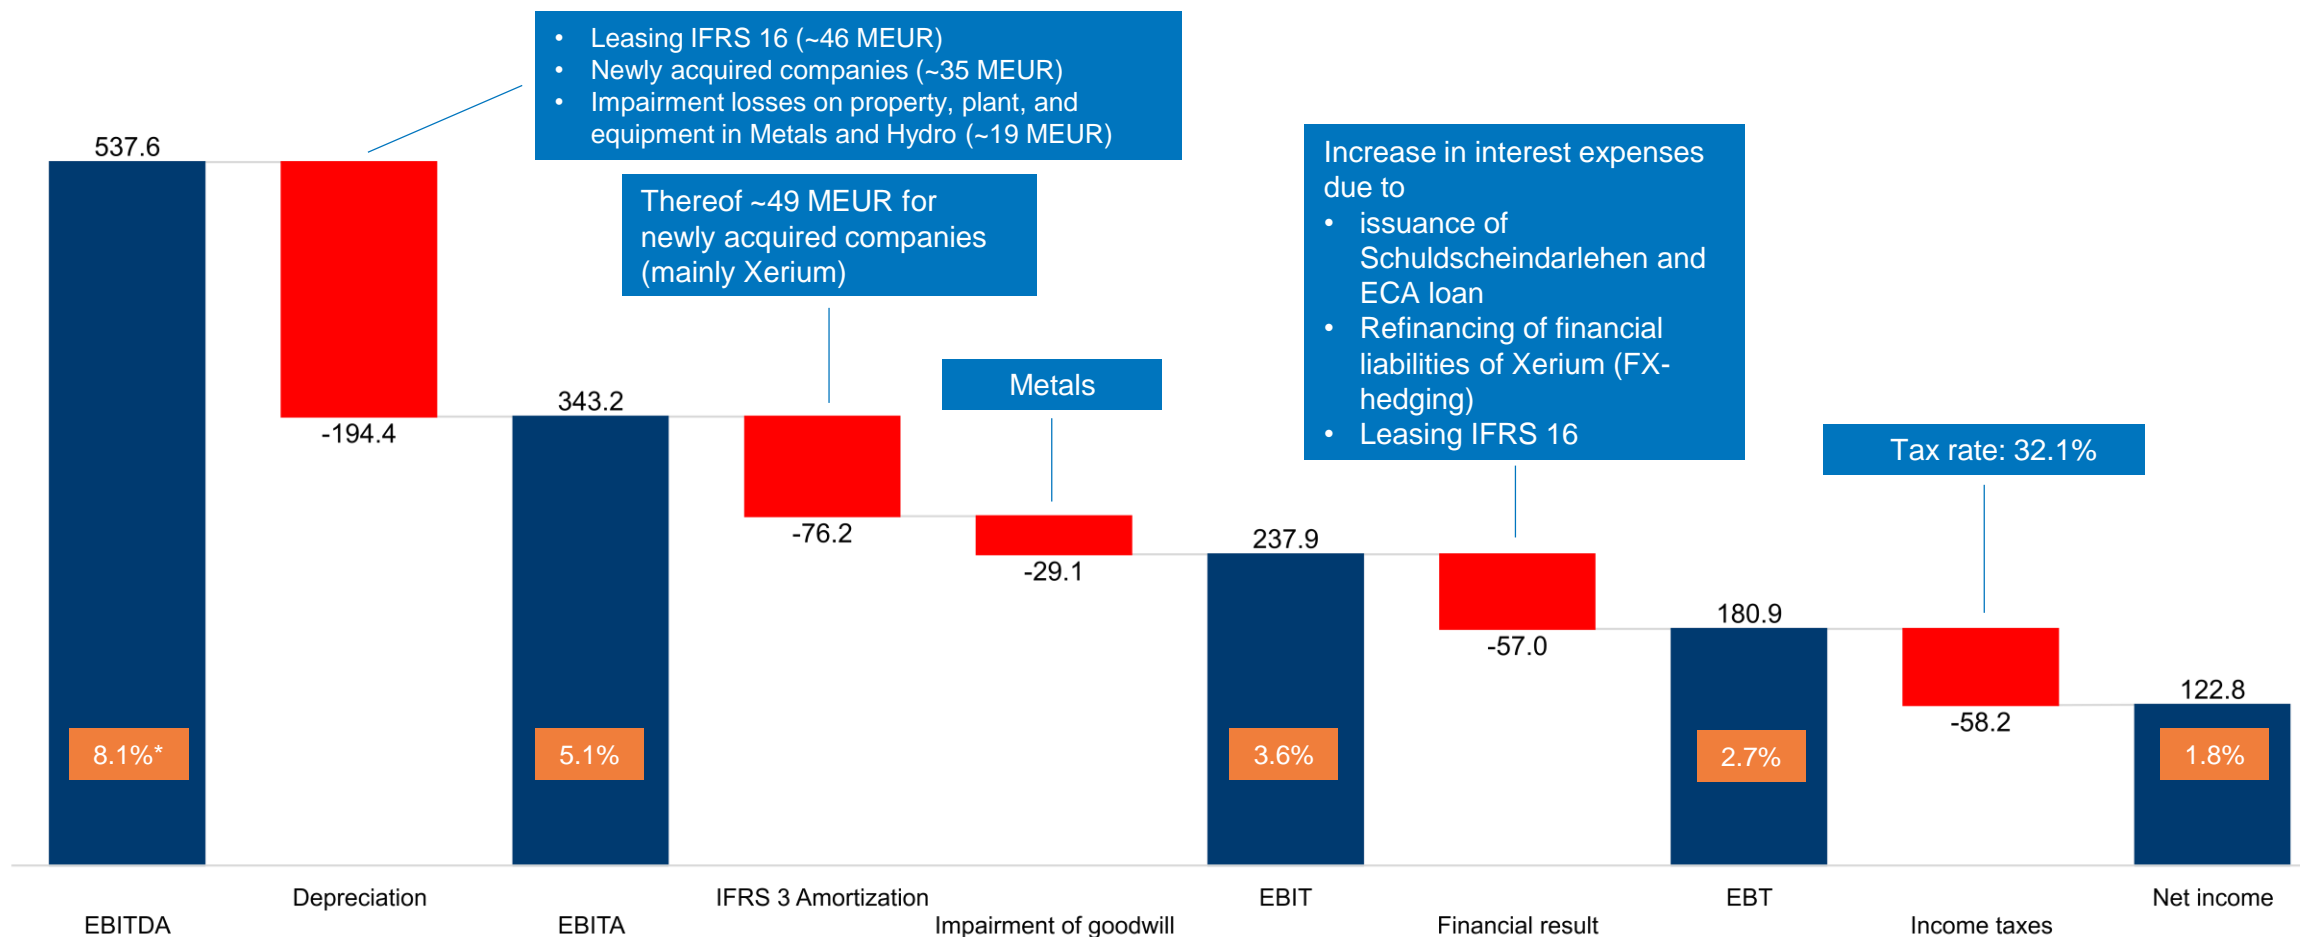 • Leasing IFRS 16 (~46 MEUR)
• Newly acquired companies (~35 MEUR)
• Impairment losses on property, plant, and
equipment in Metals and Hydro (~19 MEUR)
Thereof ~49 MEUR for
newly acquired companies
(mainly Xerium)
Metals
Increase in interest expenses
due to
• issuance of
Schuldscheindarlehen and
ECA loan
• Refinancing of financial
liabilities of Xerium (FX-
hedging)
• Leasing IFRS 16
Tax rate: 32.1%
537.6
-194.4
343.2
-76.2
-29.1
237.9
-57.0
180.9
-58.2
122.8
8.1%*
5.1%
3.6%
2.7%
1.8%
EBITDA
Depreciation
EBITA
IFRS 3 Amortization
Impairment of goodwill
EBIT
Financial result
EBT
Income taxes
Net income